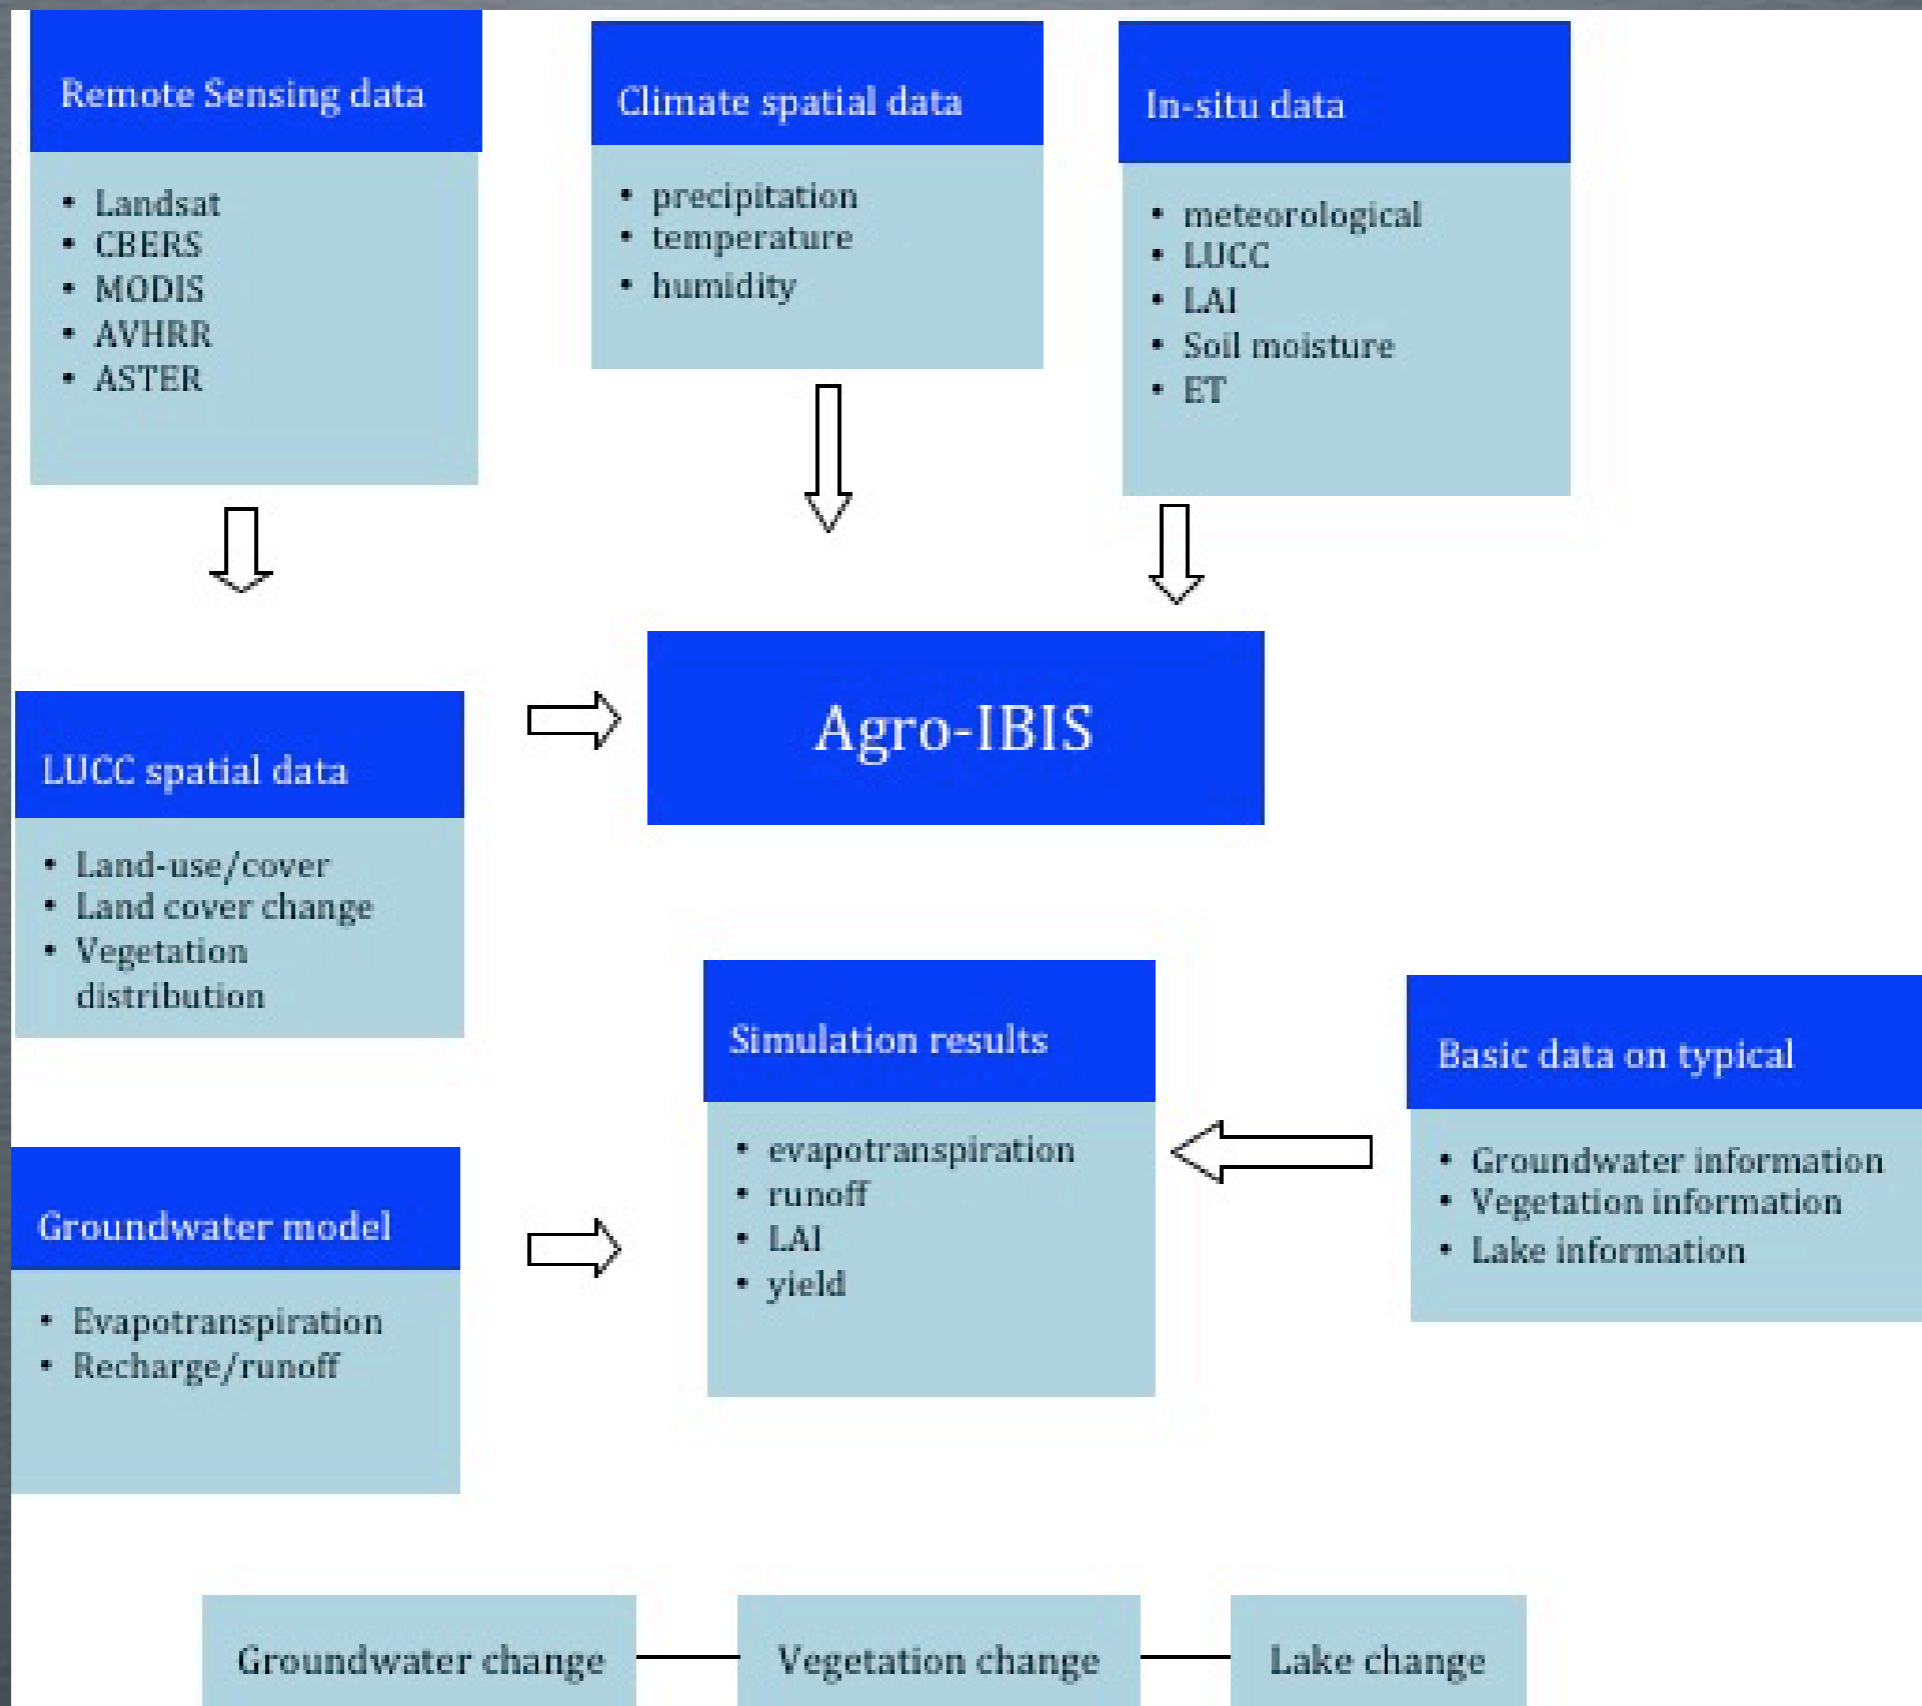 Remote Sensing data
• Landsat
• CBERS
• MODIS
• AVHRR
• ASTER
Climate spatial data
• precipitation
• temperature
• humidity
In-situ data
• meteorological
• LUCC
• LAI
• Soil moisture
• ET
LUCC spatial data
• Land-use/cover
• Land cover change
• Vegetation
distribution
Agro-IBIS
Groundwater model
• Evapotranspiration
• Recharge/runoff
Simulation results
• evapotranspiration
• runoff
• LAI
• yield
Basic data on typical
• Groundwater information
• Vegetation information
• Lake information
Groundwater change
Vegetation change
Lake change